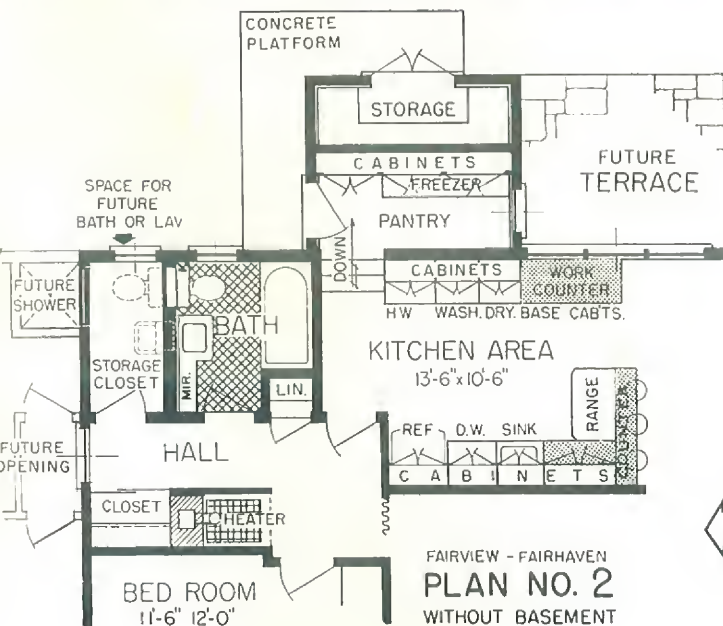 CONCRETE
PLATFORM
STORAGE
CABINETS
FREEZER
PANTRY
FUTURE
TERRACE
SPACE FOR
FUTURE
BATH OR LAV
DOWN
CABINETS
WORK
COUNTER
FUTURE
SHOWER
BATH
HW WASH. DRY. BASE CAB'TS.
STORAGE
CLOSET
MIR.
LIN.
KITCHEN AREA
13'-6" x 10'-6"
RANGE
COUNTER
REF D.W. SINK
CABINETS
FUTURE
OPENING
HALL
CLOSET
HEATER
BED ROOM
11'-6" 12'-0"
FAIRVIEW - FAIRHAVEN
PLAN NO. 2
WITHOUT BASEMENT